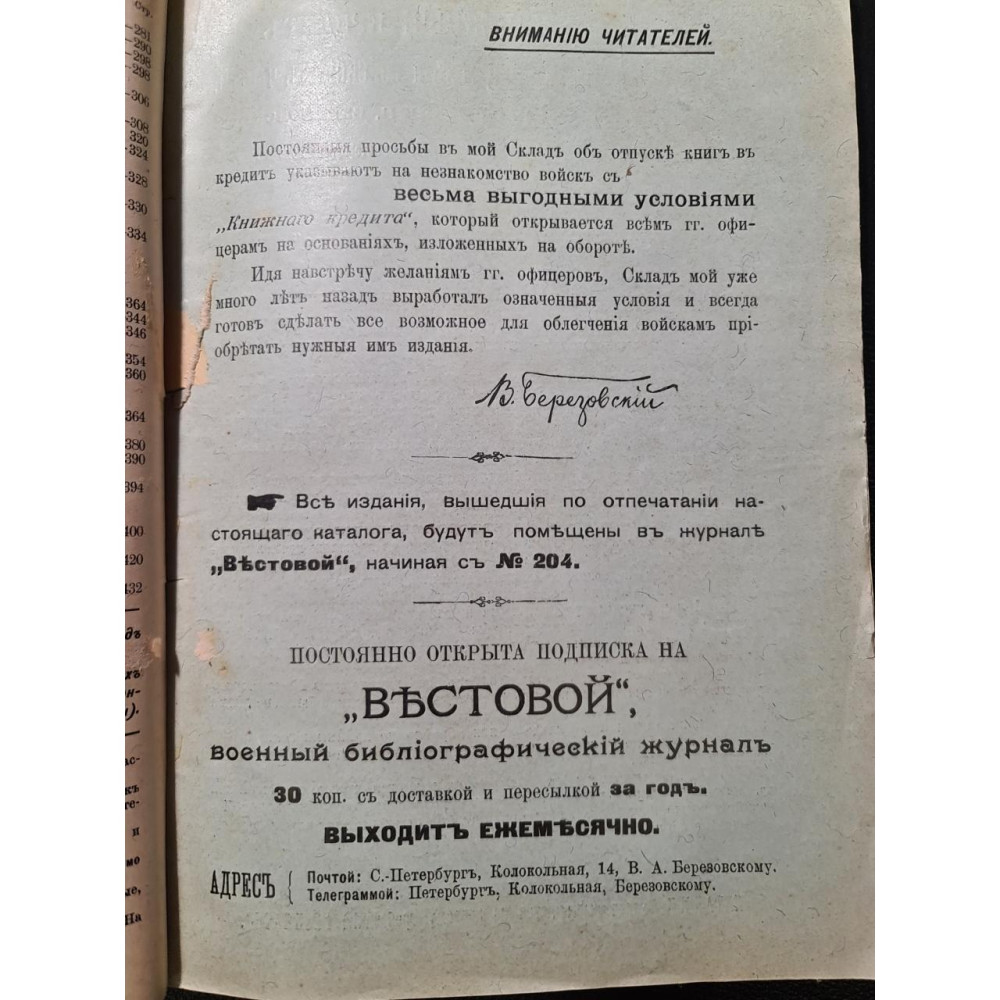 ВНИМАНІЮ ЧИТАТЕЛЕЙ.
Постоянныя просьбы въ мой Складъ объ отпускѣ книгъ въ
кредитъ указываютъ на незнакомство войскъ съ
весьма выгодными условіями
„Книжнаго кредита“, который открывается всѣмъ гг. офи-
церамъ на основаніяхъ, изложенныхъ на оборотѣ.
Идя навстрѣчу желаніямъ гг. офицеровъ, Складъ мой уже
много лѣтъ назадъ выработалъ означенныя условія и всегда
готовъ сдѣлать все возможное для облегченія войскамъ прі-
обрѣтать нужныя имъ изданія.
В. Березовскій
Всѣ изданія, вышедшія по отпечатаніи на-
стоящаго каталога, будутъ помѣщены въ журналѣ
„Вѣстовой“, начиная съ № 204.
ПОСТОЯННО ОТКРЫТА ПОДПИСКА НА
„ВѢСТОВОЙ“,
военный библіографическій журналъ
30 коп. съ доставкой и пересылкой за годъ.
ВЫХОДИТЪ ЕЖЕМѢСЯЧНО.
АДРЕСЪ
Почтой: С.-Петербургъ, Колокольная, 14, В. А. Березовскому.
Телеграммой: Петербургъ, Колокольная, Березовскому.